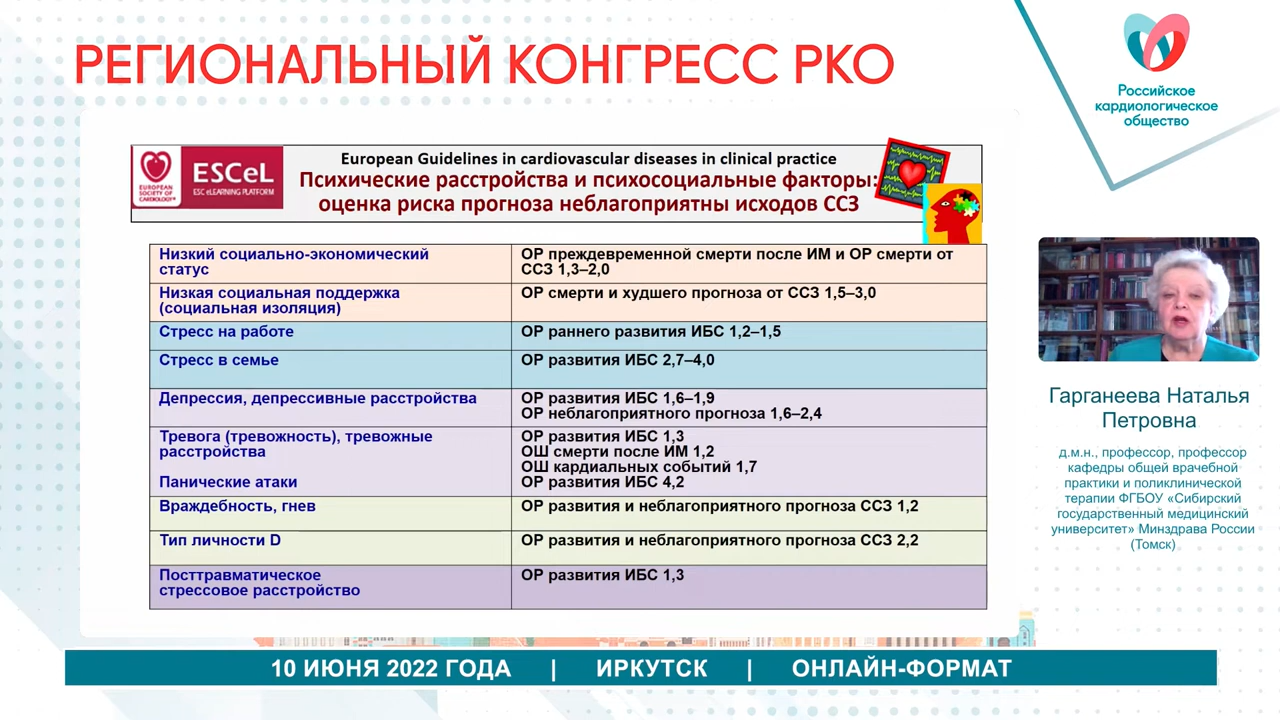 РЕГИОНАЛЬНЫЙ КОНГРЕСС РКО
Российское
кардиологическое
общество
EUROPEAN
SOCIETY OF
CARDIOLOGY®
ESCeL
ESC eLEARNING PLATFORM
European Guidelines in cardiovascular diseases in clinical practice
Психические расстройства и психосоциальные факторы:
оценка риска прогноза неблагоприятны исходов ССЗ
Низкий социально-экономический
статус
ОР преждевременной смерти после ИМ и ОР смерти от
ССЗ 1,3–2,0
Низкая социальная поддержка
(социальная изоляция)
ОР смерти и худшего прогноза от ССЗ 1,5–3,0
Стресс на работе
ОР раннего развития ИБС 1,2–1,5
Стресс в семье
ОР развития ИБС 2,7–4,0
Депрессия, депрессивные расстройства
ОР развития ИБС 1,6–1,9
ОР неблагоприятного прогноза 1,6–2,4
Тревога (тревожность), тревожные
расстройства
Панические атаки
ОР развития ИБС 1,3
ОШ смерти после ИМ 1,2
ОШ кардиальных событий 1,7
ОР развития ИБС 4,2
Враждебность, гнев
ОР развития и неблагоприятного прогноза ССЗ 1,2
Тип личности D
ОР развития и неблагоприятного прогноза ССЗ 2,2
Посттравматическое
стрессовое расстройство
ОР развития ИБС 1,3
Гарганеева Наталья
Петровна
д.м.н., профессор, профессор
кафедры общей врачебной
практики и поликлинической
терапии ФГБОУ «Сибирский
государственный медицинский
университет» Минздрава России
(Томск)
10 ИЮНЯ 2022 ГОДА | ИРКУТСК | ОНЛАЙН-ФОРМАТ